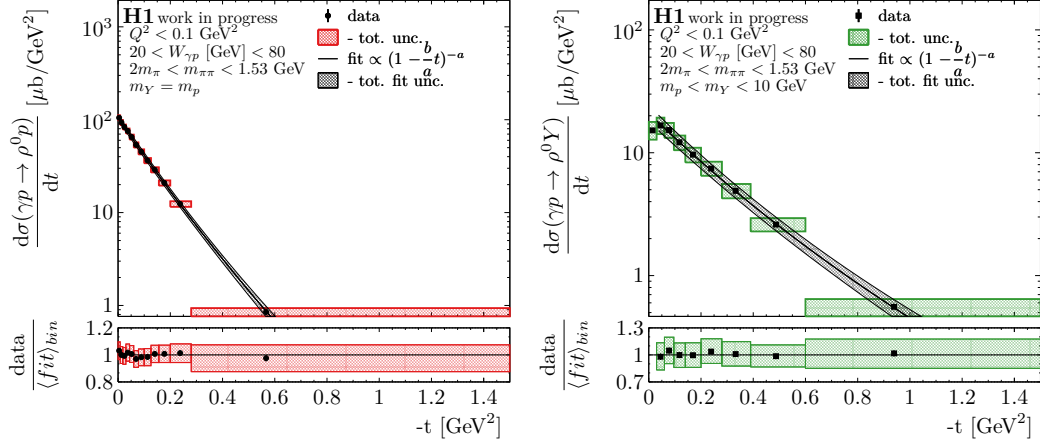 H1 work in progress
Q² < 0.1 GeV²
20 < W_γp [GeV] < 80
2m_π < m_ππ < 1.53 GeV
m_Y = m_p
data
- tot. unc.
fit ∝ (1 - b/a t)^-a
- tot. fit unc.
dσ(γp → ρ⁰p)/dt [μb/GeV²]
10²
10
1
data/⟨fit⟩_bin
1.2
1
0.8
0 0.2 0.4 0.6 0.8 1 1.2 1.4
-t [GeV²]
H1 work in progress
Q² < 0.1 GeV²
20 < W_γp [GeV] < 80
2m_π < m_ππ < 1.53 GeV
m_p < m_Y < 10 GeV
data
- tot. unc.
fit ∝ (1 - b/a t)^-a
- tot. fit unc.
dσ(γp → ρ⁰Y)/dt [μb/GeV²]
10
1
data/⟨fit⟩_bin
1.3
1
0.7
0 0.2 0.4 0.6 0.8 1 1.2 1.4
-t [GeV²]